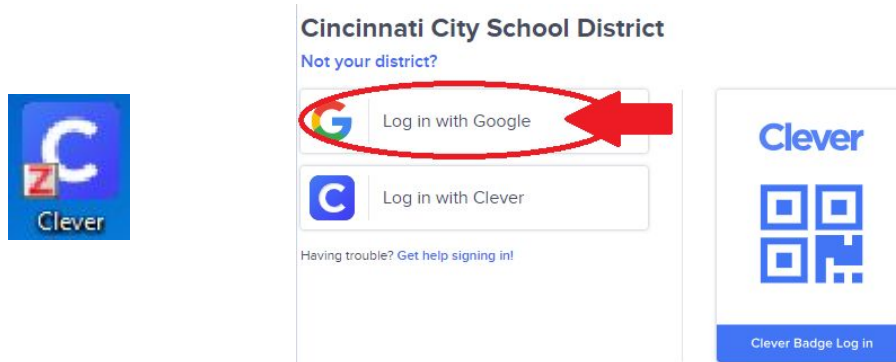 C
Z
Clever
Cincinnati City School District
Not your district?
G
Log in with Google
C
Log in with Clever
Having trouble? Get help signing in!
Clever
Clever Badge Log in